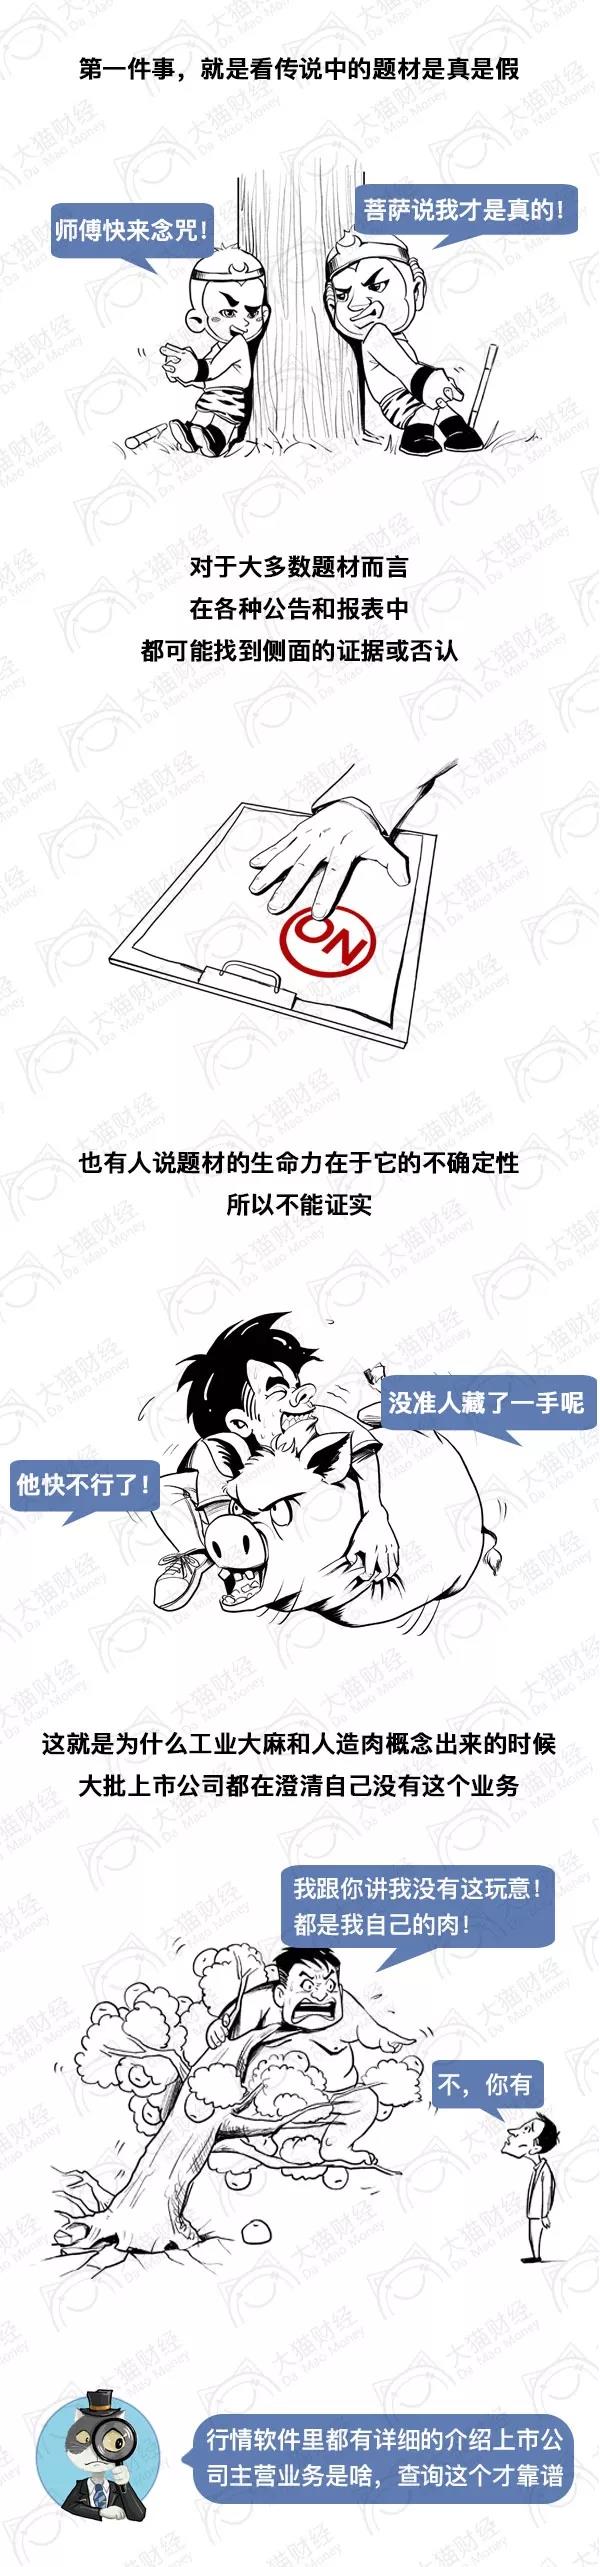 第一件事，就是看传说中的题材是真是假
菩萨说我才是真的！
师傅快来念咒！
对于大多数题材而言
在各种公告和报表中
都可能找到侧面的证据或否认
NO
也有人说题材的生命力在于它的不确定性
所以不能证实
没准人藏了一手呢
他快不行了！
这就是为什么工业大麻和人造肉概念出来的时候
大批上市公司都在澄清自己没有这个业务
我跟你讲我没有这玩意！
都是我自己的肉！
不，你有
行情软件里都有详细的介绍上市公
司主营业务是啥，查询这个才靠谱
大猫财经
Da Mao Money